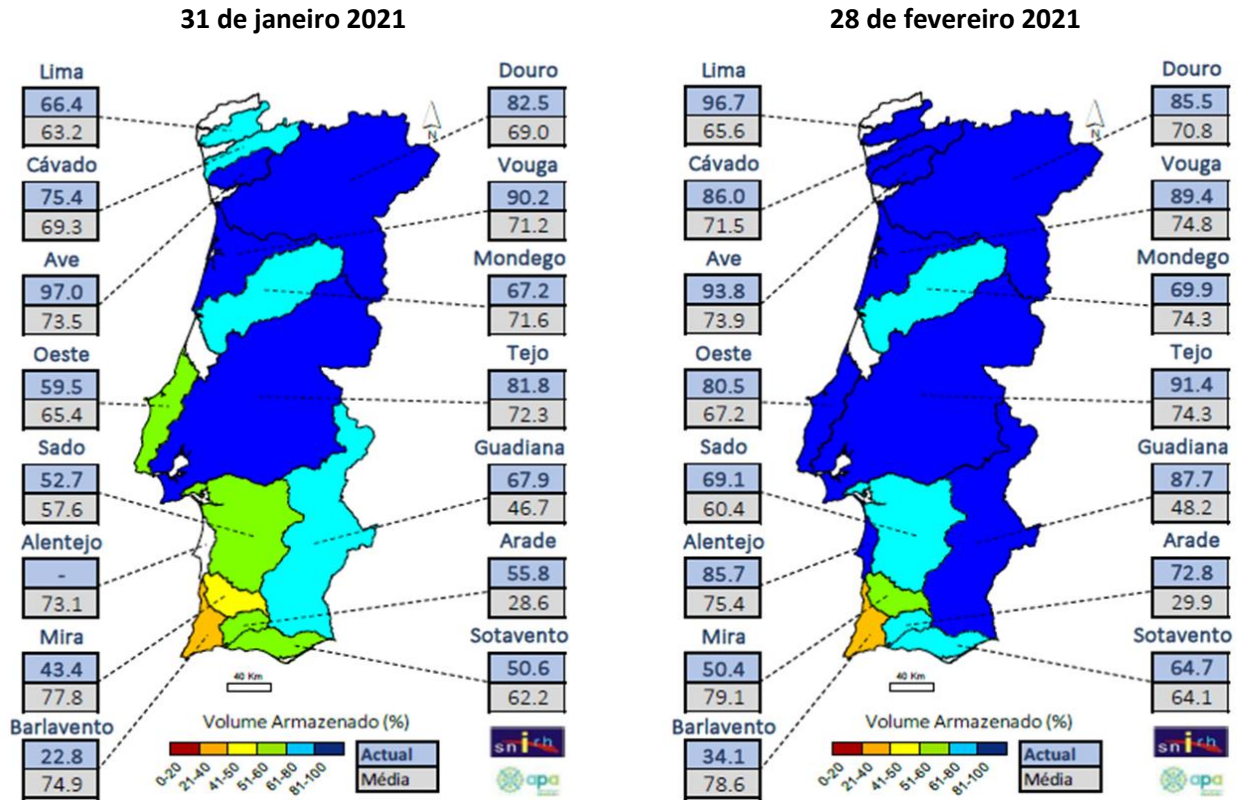 31 de janeiro 2021
Lima
66.4
63.2
Cávado
75.4
69.3
Ave
97.0
73.5
Oeste
59.5
65.4
Sado
52.7
57.6
Alentejo
-
73.1
Mira
43.4
77.8
Barlavento
22.8
74.9
Douro
82.5
69.0
Vouga
90.2
71.2
Mondego
67.2
71.6
Tejo
81.8
72.3
Guadiana
67.9
46.7
Arade
55.8
28.6
Sotavento
50.6
62.2
N
40 Km
Volume Armazenado (%)
0-20
21-40
41-50
51-60
61-80
81-100
Actual
Média
snirh
apa
28 de fevereiro 2021
Lima
96.7
65.6
Cávado
86.0
71.5
Ave
93.8
73.9
Oeste
80.5
67.2
Sado
69.1
60.4
Alentejo
85.7
75.4
Mira
50.4
79.1
Barlavento
34.1
78.6
Douro
85.5
70.8
Vouga
89.4
74.8
Mondego
69.9
74.3
Tejo
91.4
74.3
Guadiana
87.7
48.2
Arade
72.8
29.9
Sotavento
64.7
64.1
N
40 Km
Volume Armazenado (%)
0-20
21-40
41-50
51-60
61-80
81-100
Actual
Média
snirh
apa